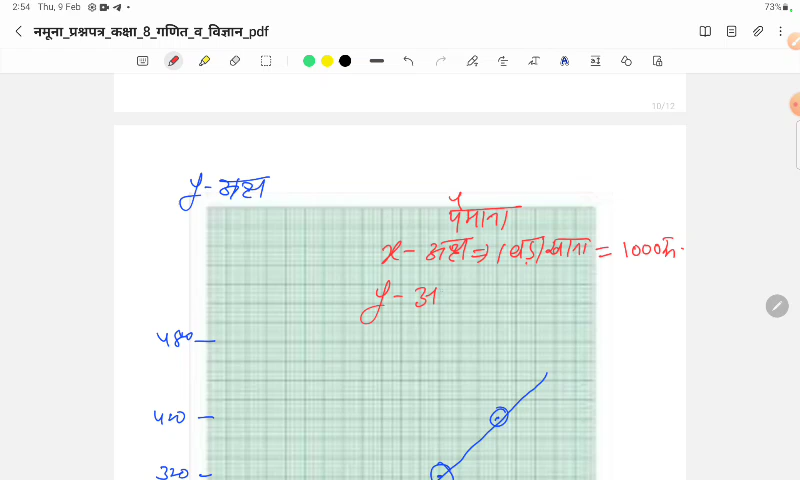 2:54 Thu, 9 Feb 73%
नमूना_प्रश्नपत्र_कक्षा_8_गणित_व_विज्ञान_pdf
10/12
y - अक्ष
पैमाना
x - अक्ष ⇒ 1 बड़ा खाना = 1000 रू.
y - अ
480
400
320